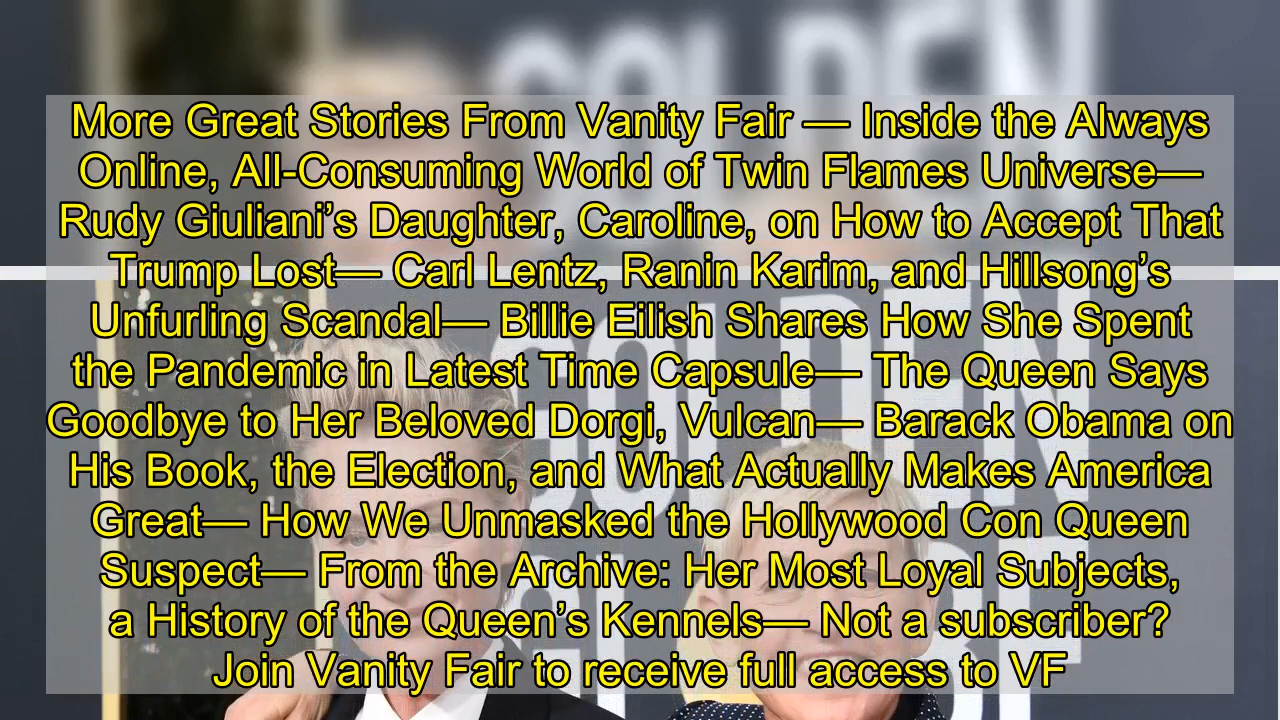 GOLDEN
More Great Stories From Vanity Fair — Inside the Always
Online, All-Consuming World of Twin Flames Universe—
Rudy Giuliani’s Daughter, Caroline, on How to Accept That
Trump Lost— Carl Lentz, Ranin Karim, and Hillsong’s
Unfurling Scandal— Billie Eilish Shares How She Spent
the Pandemic in Latest Time Capsule— The Queen Says
Goodbye to Her Beloved Dorgi, Vulcan— Barack Obama on
His Book, the Election, and What Actually Makes America
Great— How We Unmasked the Hollywood Con Queen
Suspect— From the Archive: Her Most Loyal Subjects,
a History of the Queen’s Kennels— Not a subscriber?
Join Vanity Fair to receive full access to VF
GOLDEN